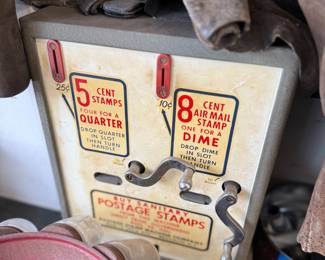 25¢
5 CENT
STAMPS
FOUR FOR A
QUARTER
DROP QUARTER
IN SLOT
THEN TURN
HANDLE
10¢
8 CENT
AIR MAIL
STAMP
ONE FOR A
DIME
DROP DIME
IN SLOT
THEN TURN
HANDLE
BUY SANITARY
POSTAGE STAMPS